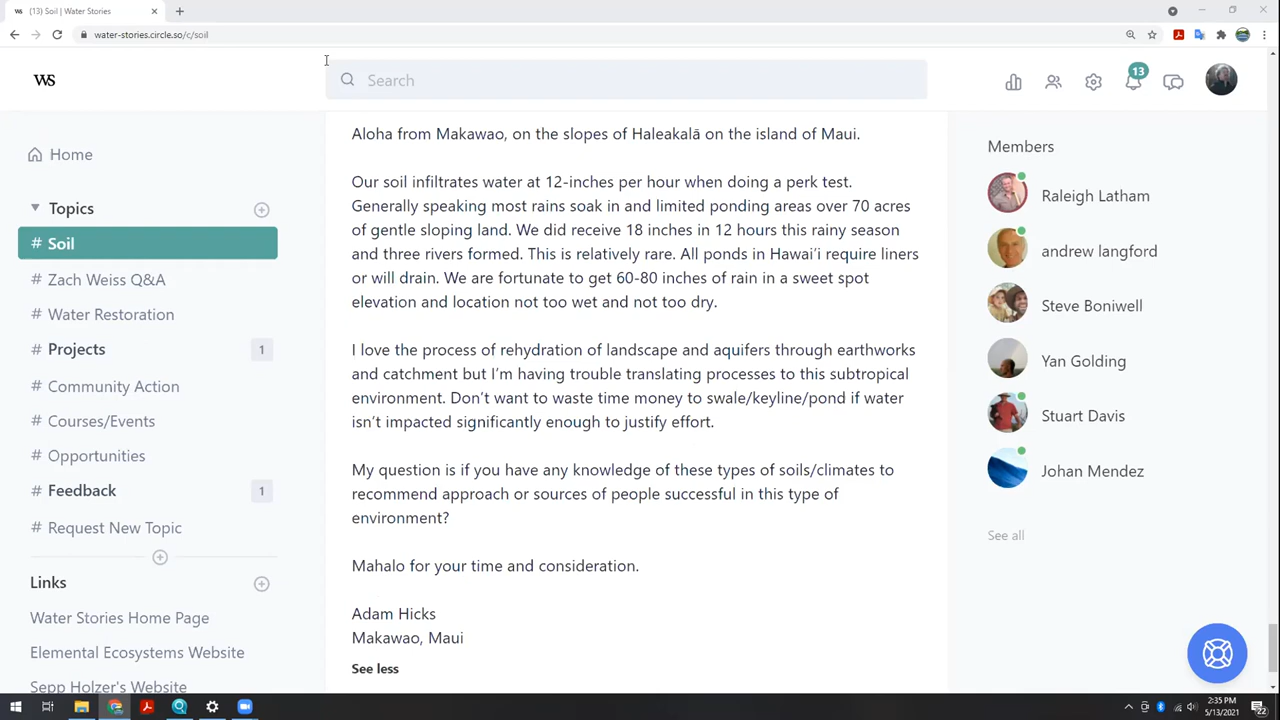 (13) Soil | Water Stories
water-stories.circle.so/c/soil
WS
Search
13
Home
Topics
# Soil
# Zach Weiss Q&A
# Water Restoration
# Projects 1
# Community Action
# Courses/Events
# Opportunities
# Feedback 1
# Request New Topic
Links
Water Stories Home Page
Elemental Ecosystems Website
Sepp Holzer's Website
Aloha from Makawao, on the slopes of Haleakalā on the island of Maui.
Our soil infiltrates water at 12-inches per hour when doing a perk test.
Generally speaking most rains soak in and limited ponding areas over 70 acres
of gentle sloping land. We did receive 18 inches in 12 hours this rainy season
and three rivers formed. This is relatively rare. All ponds in Hawai‘i require liners
or will drain. We are fortunate to get 60-80 inches of rain in a sweet spot
elevation and location not too wet and not too dry.
I love the process of rehydration of landscape and aquifers through earthworks
and catchment but I’m having trouble translating processes to this subtropical
environment. Don’t want to waste time money to swale/keyline/pond if water
isn’t impacted significantly enough to justify effort.
My question is if you have any knowledge of these types of soils/climates to
recommend approach or sources of people successful in this type of
environment?
Mahalo for your time and consideration.
Adam Hicks
Makawao, Maui
See less
Members
Raleigh Latham
andrew langford
Steve Boniwell
Yan Golding
Stuart Davis
Johan Mendez
See all
2:35 PM
5/13/2021
22